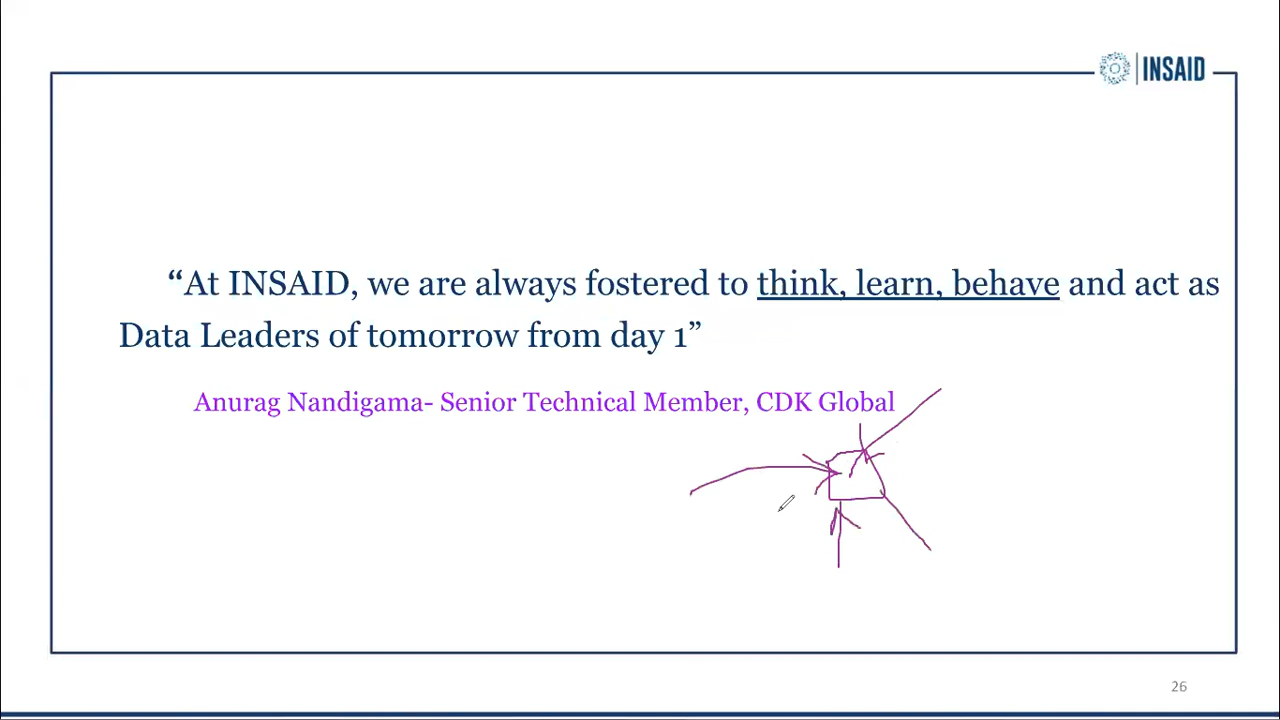 INSAID
“At INSAID, we are always fostered to think, learn, behave and act as
Data Leaders of tomorrow from day 1”
Anurag Nandigama- Senior Technical Member, CDK Global
26